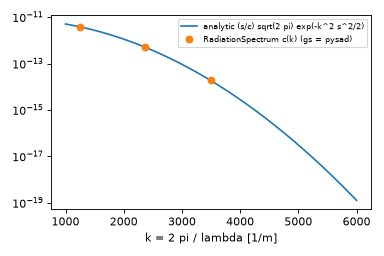 10⁻¹¹
10⁻¹³
10⁻¹⁵
10⁻¹⁷
10⁻¹⁹
analytic (s/c) sqrt(2 pi) exp(-k^2 s^2/2)
RadiationSpectrum c(k) (gs = pysad)
1000 2000 3000 4000 5000 6000
k = 2 pi / lambda [1/m]